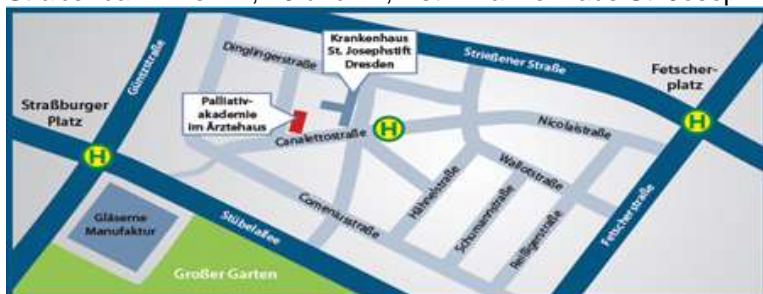 Krankenhaus
St. Josephstift
Dresden
Dinglingerstraße
Striesener Straße
Fetscher-
platz
Güntzstraße
Straßburger
Platz
Palliativ-
akademie
im Ärztehaus
H
H
H
Canalettostraße
Nicolaistraße
Wallotstraße
Hähnelstraße
Schumannstraße
Reißigerstraße
Fetscherstraße
Comeniusstraße
Stübelallee
Gläserne
Manufaktur
Großer Garten